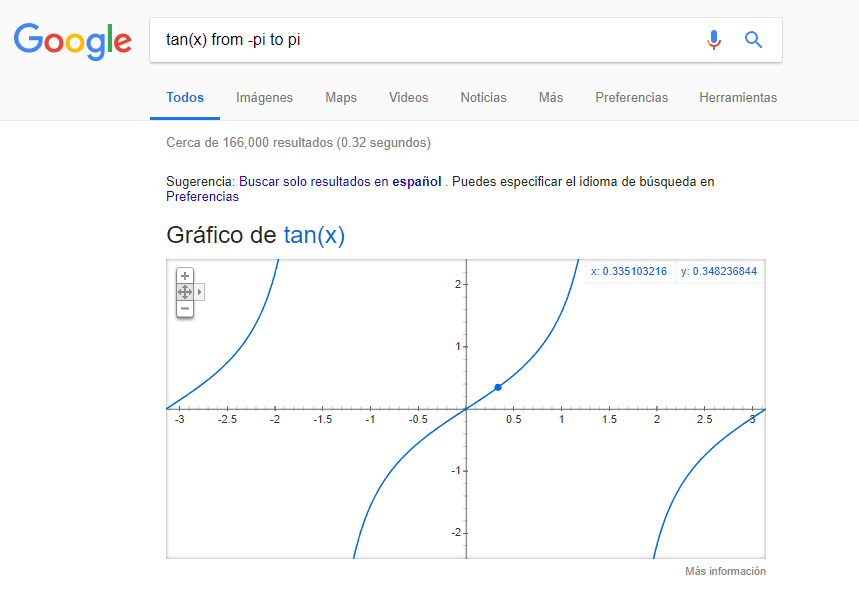 Google
tan(x) from -pi to pi
Todos Imágenes Maps Videos Noticias Más Preferencias Herramientas
Cerca de 166,000 resultados (0.32 segundos)
Sugerencia: Buscar solo resultados en español . Puedes especificar el idioma de búsqueda en
Preferencias
Gráfico de tan(x)
x: 0.335103216 y: 0.348236844
2
1
-3 -2.5 -2 -1.5 -1 -0.5 0.5 1 1.5 2 2.5 3
-1
-2
Más información